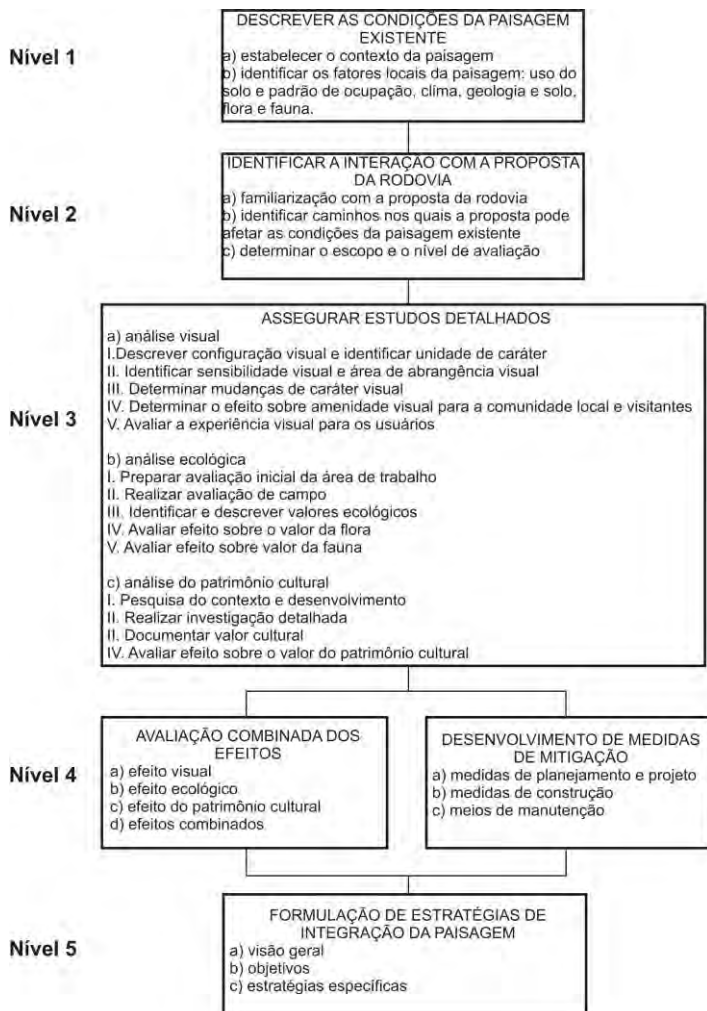 Nível 1
DESCREVER AS CONDIÇÕES DA PAISAGEM
EXISTENTE
a) estabelecer o contexto da paisagem
b) identificar os fatores locais da paisagem: uso do
solo e padrão de ocupação, clima, geologia e solo,
flora e fauna.
Nível 2
IDENTIFICAR A INTERAÇÃO COM A PROPOSTA
DA RODOVIA
a) familiarização com a proposta da rodovia
b) identificar caminhos nos quais a proposta pode
afetar as condições da paisagem existente
c) determinar o escopo e o nível de avaliação
Nível 3
ASSEGURAR ESTUDOS DETALHADOS
a) análise visual
I.Descrever configuração visual e identificar unidade de caráter
II. Identificar sensibilidade visual e área de abrangência visual
III. Determinar mudanças de caráter visual
IV. Determinar o efeito sobre amenidade visual para a comunidade local e visitantes
V. Avaliar a experiência visual para os usuários
b) análise ecológica
I. Preparar avaliação inicial da área de trabalho
II. Realizar avaliação de campo
III. Identificar e descrever valores ecológicos
IV. Avaliar efeito sobre o valor da flora
V. Avaliar efeito sobre valor da fauna
c) análise do patrimônio cultural
I. Pesquisa do contexto e desenvolvimento
II. Realizar investigação detalhada
II. Documentar valor cultural
IV. Avaliar efeito sobre o valor do patrimônio cultural
Nível 4
AVALIAÇÃO COMBINADA DOS
EFEITOS
a) efeito visual
b) efeito ecológico
c) efeito do patrimônio cultural
d) efeitos combinados
DESENVOLVIMENTO DE MEDIDAS
DE MITIGAÇÃO
a) medidas de planejamento e projeto
b) medidas de construção
c) meios de manutenção
Nível 5
FORMULAÇÃO DE ESTRATÉGIAS DE
INTEGRAÇÃO DA PAISAGEM
a) visão geral
b) objetivos
c) estratégias específicas